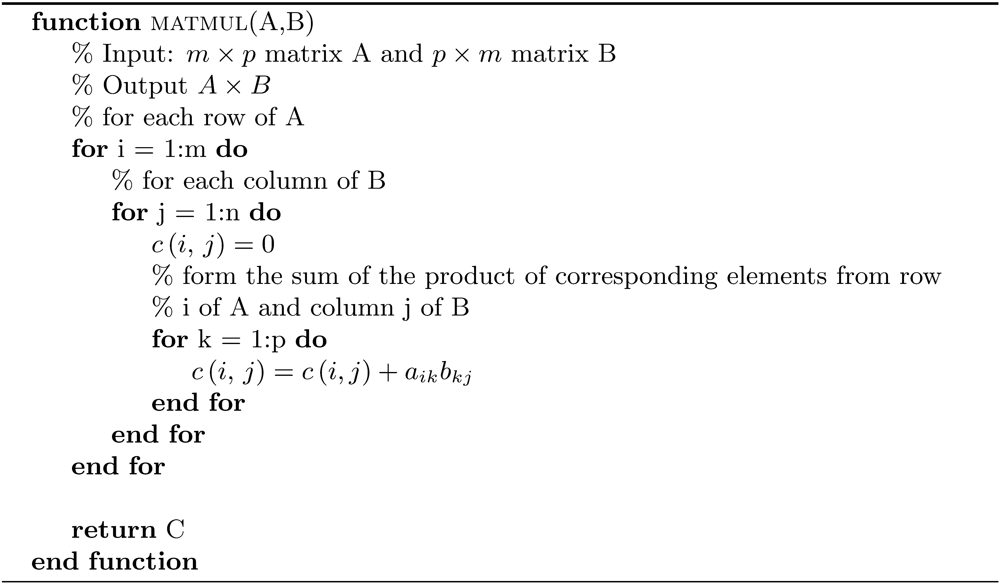 function MATMUL(A,B)
% Input: m × p matrix A and p × m matrix B
% Output A × B
% for each row of A
for i = 1:m do
% for each column of B
for j = 1:n do
c (i, j) = 0
% form the sum of the product of corresponding elements from row
% i of A and column j of B
for k = 1:p do
c (i, j) = c (i, j) + aᵢₖbₖⱼ
end for
end for
end for
return C
end function